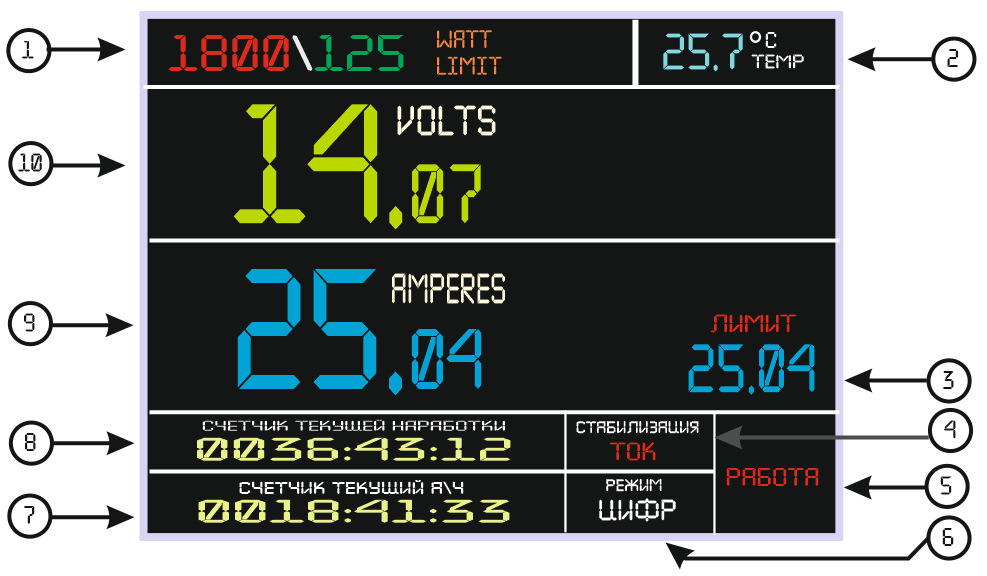 1
1800\125
WATT
LIMIT
25.7°C
TEMP
2
10
14.07
VOLTS
9
25.04
AMPERES
ЛИМИТ
25.04
3
8
СЧЕТЧИК ТЕКУЩЕЙ НАРАБОТКИ
0036:43:12
СТАБИЛИЗАЦИЯ
ТОК
4
7
СЧЕТЧИК ТЕКУЩИЙ А\Ч
0018:41:33
РЕЖИМ
ЦИФР
РАБОТА
5
6